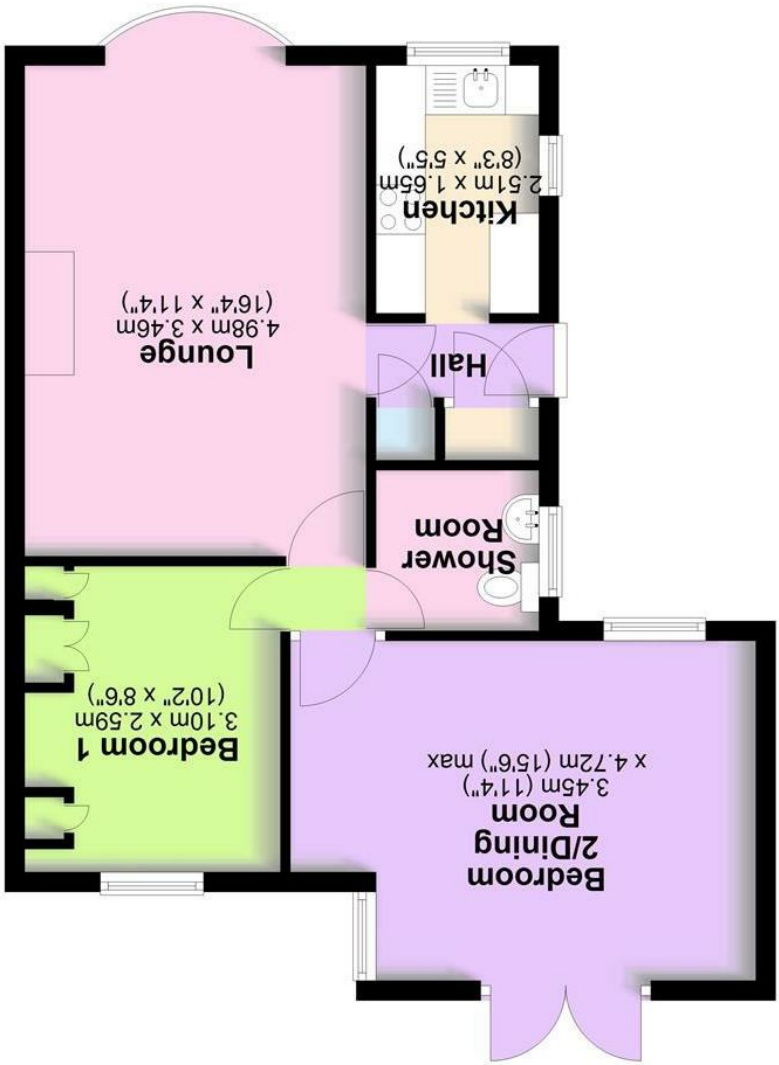 Bedroom
2/Dining
Room
3.45m (11'4")
x 4.72m (15'6") max
Bedroom 1
3.10m x 2.59m
(10'2" x 8'6")
Shower
Room
Hall
Lounge
4.98m x 3.46m
(16'4" x 11'4")
Kitchen
2.51m x 1.65m
(8'3" x 5'5")